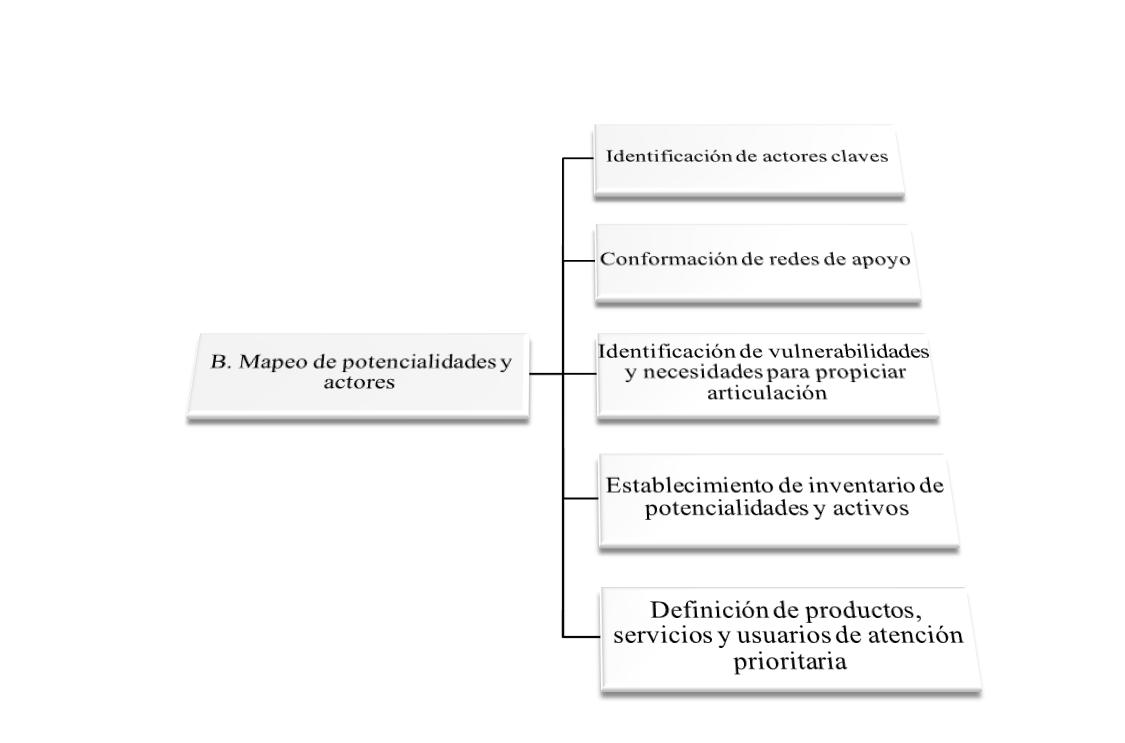 Identificación de actores claves
Conformación de redes de apoyo
B. Mapeo de potencialidades y
actores
Identificación de vulnerabilidades
y necesidades para propiciar
articulación
Establecimiento de inventario de
potencialidades y activos
Definición de productos,
servicios y usuarios de atención
prioritaria